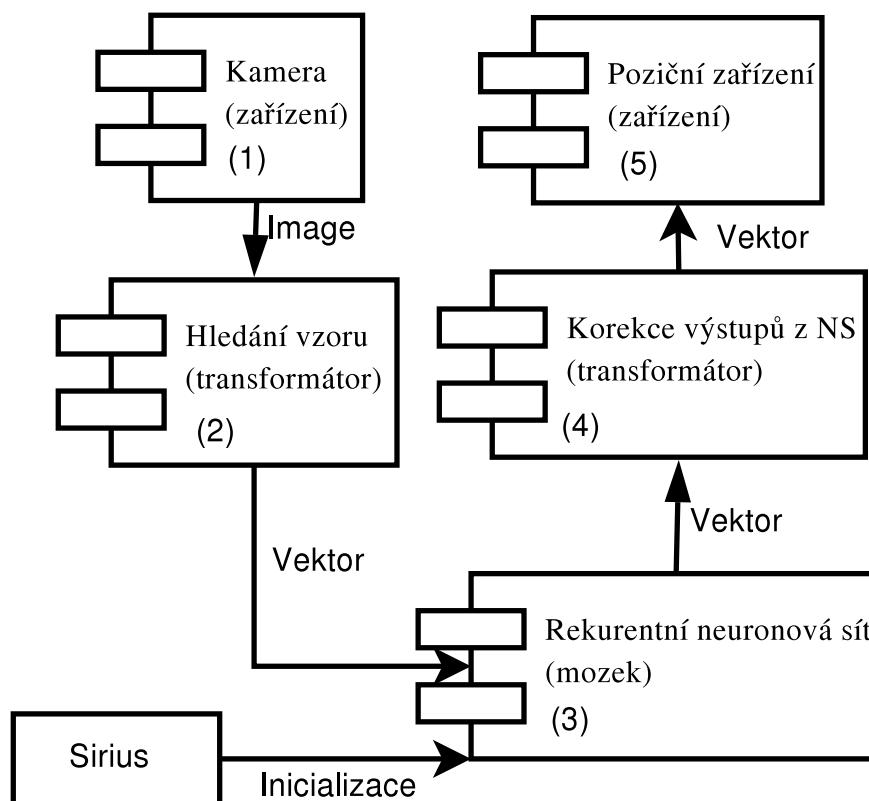 Kamera
(zařízení)
(1)
Image
Hledání vzoru
(transformátor)
(2)
Vektor
Poziční zařízení
(zařízení)
(5)
Vektor
Korekce výstupů z NS
(transformátor)
(4)
Vektor
Rekurentní neuronová sít
(mozek)
(3)
Sirius
Inicializace